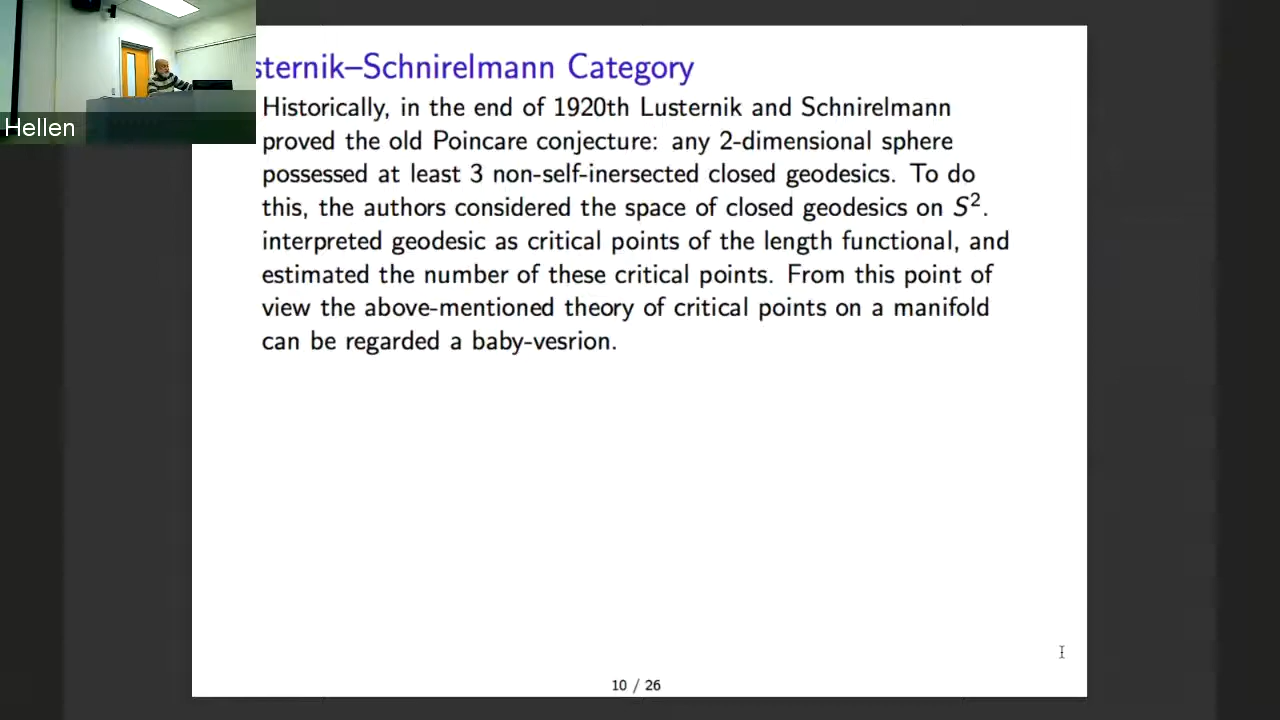 sternik–Schnirelmann Category
Hellen
Historically, in the end of 1920th Lusternik and Schnirelmann
proved the old Poincare conjecture: any 2-dimensional sphere
possessed at least 3 non-self-inersected closed geodesics. To do
this, the authors considered the space of closed geodesics on S².
interpreted geodesic as critical points of the length functional, and
estimated the number of these critical points. From this point of
view the above-mentioned theory of critical points on a manifold
can be regarded a baby-vesrion.
10 / 26